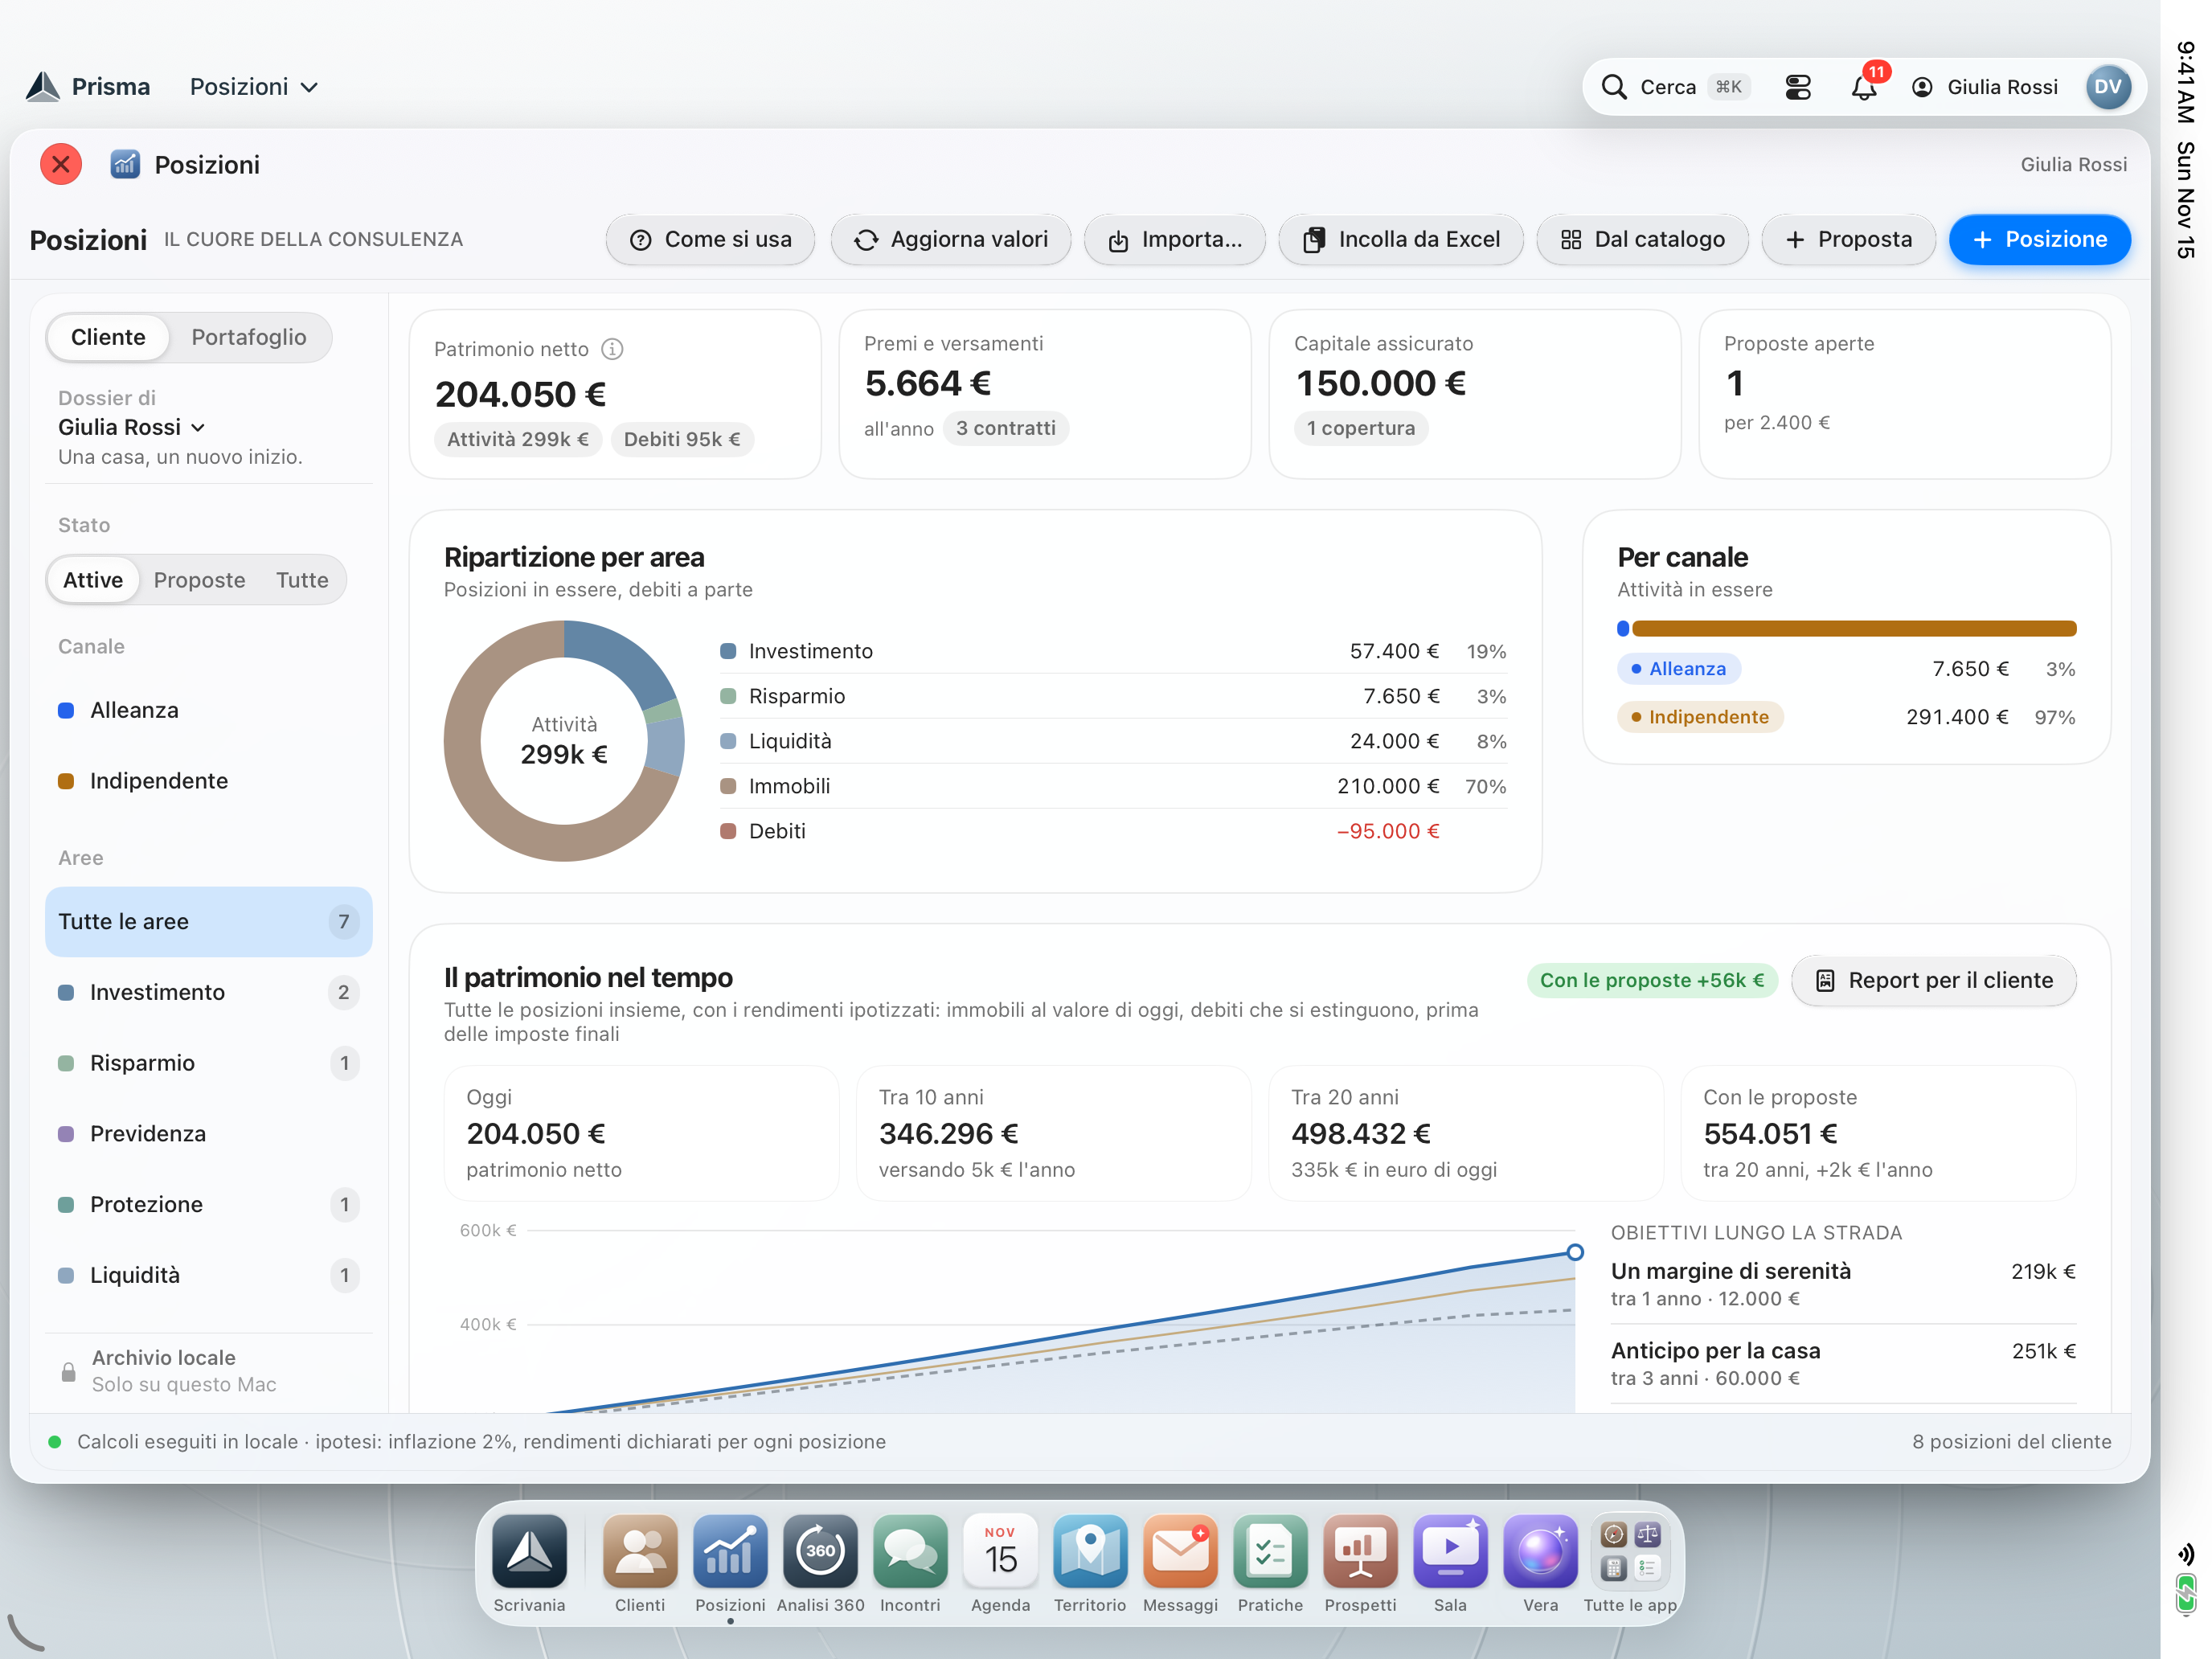 Prisma
Posizioni
Cerca ⌘K
11
Giulia Rossi
DV
9:41 AM Sun Nov 15
Posizioni
Giulia Rossi
Posizioni IL CUORE DELLA CONSULENZA
Come si usa
Aggiorna valori
Importa...
Incolla da Excel
Dal catalogo
+ Proposta
+ Posizione
Cliente
Portafoglio
Dossier di
Giulia Rossi
Una casa, un nuovo inizio.
Stato
Attive Proposte Tutte
Canale
Alleanza
Indipendente
Aree
Tutte le aree 7
Investimento 2
Risparmio 1
Previdenza
Protezione 1
Liquidità 1
Archivio locale
Solo su questo Mac
Patrimonio netto
204.050 €
Attività 299k € Debiti 95k €
Premi e versamenti
5.664 €
all'anno 3 contratti
Capitale assicurato
150.000 €
1 copertura
Proposte aperte
1
per 2.400 €
Ripartizione per area
Posizioni in essere, debiti a parte
Attività
299k €
Investimento 57.400 € 19%
Risparmio 7.650 € 3%
Liquidità 24.000 € 8%
Immobili 210.000 € 70%
Debiti –95.000 €
Per canale
Attività in essere
Alleanza 7.650 € 3%
Indipendente 291.400 € 97%
Il patrimonio nel tempo
Tutte le posizioni insieme, con i rendimenti ipotizzati: immobili al valore di oggi, debiti che si estinguono, prima
delle imposte finali
Con le proposte +56k €
Report per il cliente
Oggi
204.050 €
patrimonio netto
Tra 10 anni
346.296 €
versando 5k € l'anno
Tra 20 anni
498.432 €
335k € in euro di oggi
Con le proposte
554.051 €
tra 20 anni, +2k € l'anno
600k €
400k €
OBIETTIVI LUNGO LA STRADA
Un margine di serenità 219k €
tra 1 anno · 12.000 €
Anticipo per la casa 251k €
tra 3 anni · 60.000 €
Calcoli eseguiti in locale · ipotesi: inflazione 2%, rendimenti dichiarati per ogni posizione
8 posizioni del cliente
360
NOV
15
Scrivania
Clienti
Posizioni
Analisi 360
Incontri
Agenda
Territorio
Messaggi
Pratiche
Prospetti
Sala
Vera
Tutte le app